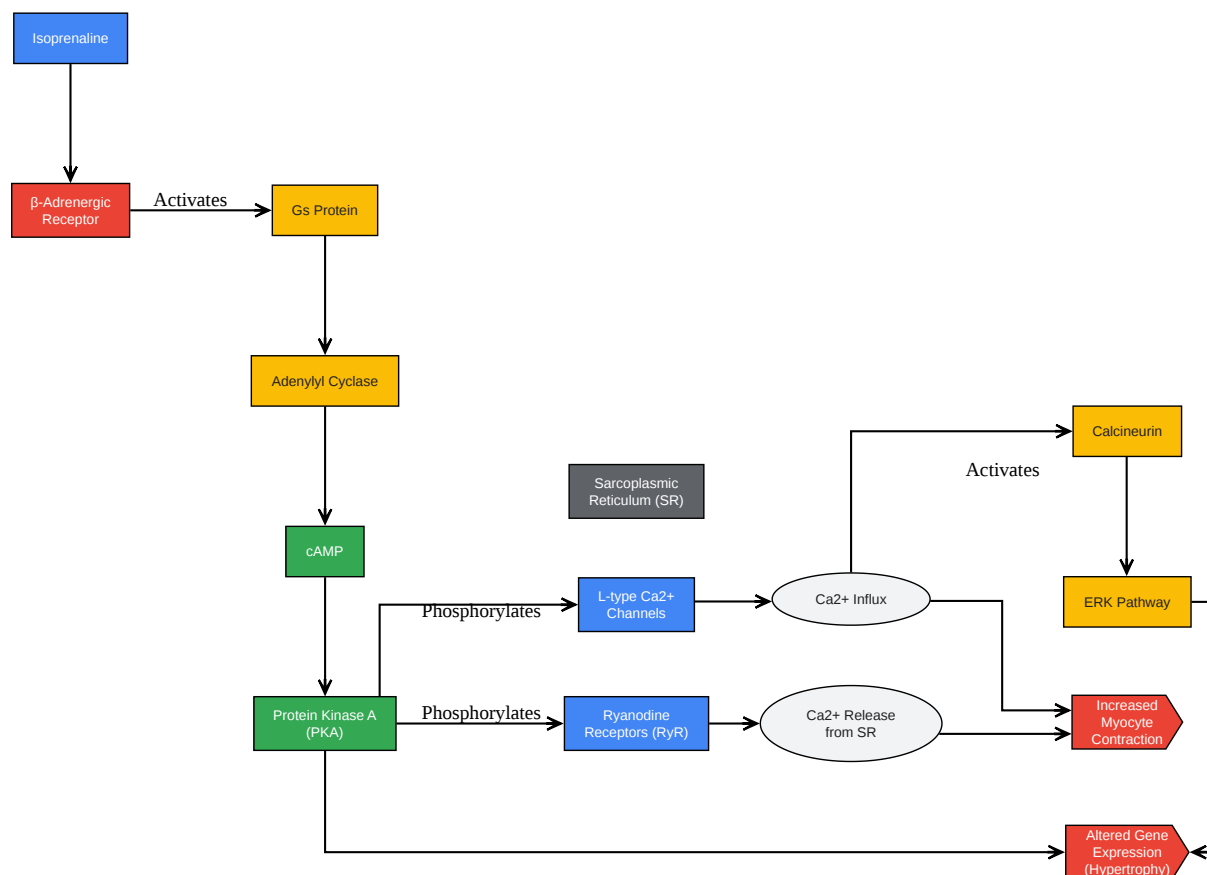 Isoprenaline
β-Adrenergic
Receptor
Activates
Gs Protein
Adenylyl Cyclase
Calcineurin
Activates
Sarcoplasmic
Reticulum (SR)
cAMP
L-type Ca2+
Channels
Phosphorylates
Ca2+ Influx
ERK Pathway
Protein Kinase A
(PKA)
Phosphorylates
Ryanodine
Receptors (RyR)
Ca2+ Release
from SR
Increased
Myocyte
Contraction
Altered Gene
Expression
(Hypertrophy)